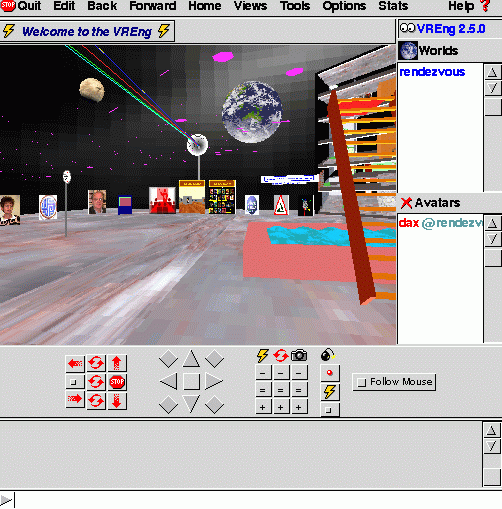 Quit Edit Back Forward Home Views Tools Options Stats Help ?
Welcome to the VREng
VREng 2.5.0
Worlds
rendezvous
Avatars
dax @rendezv
STOP
Follow Mouse